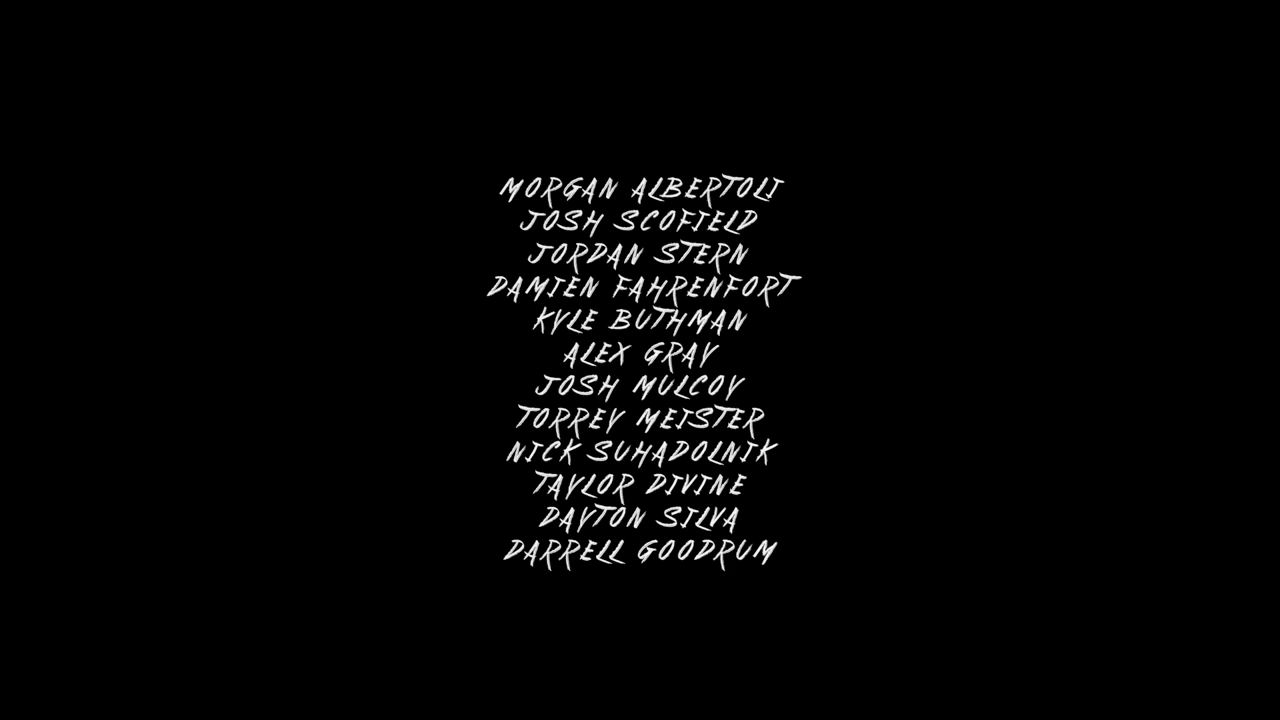 MORGAN ALBERTOLI
JOSH SCOFIELD
JORDAN STERN
DAMIEN FAHRENFORT
KYLE BUTHMAN
ALEX GRAY
JOSH MULCOY
TORREY MEISTER
NICK SUHADOLNIK
TAYLOR DIVINE
DAYTON SILVA
DARRELL GOODRUM